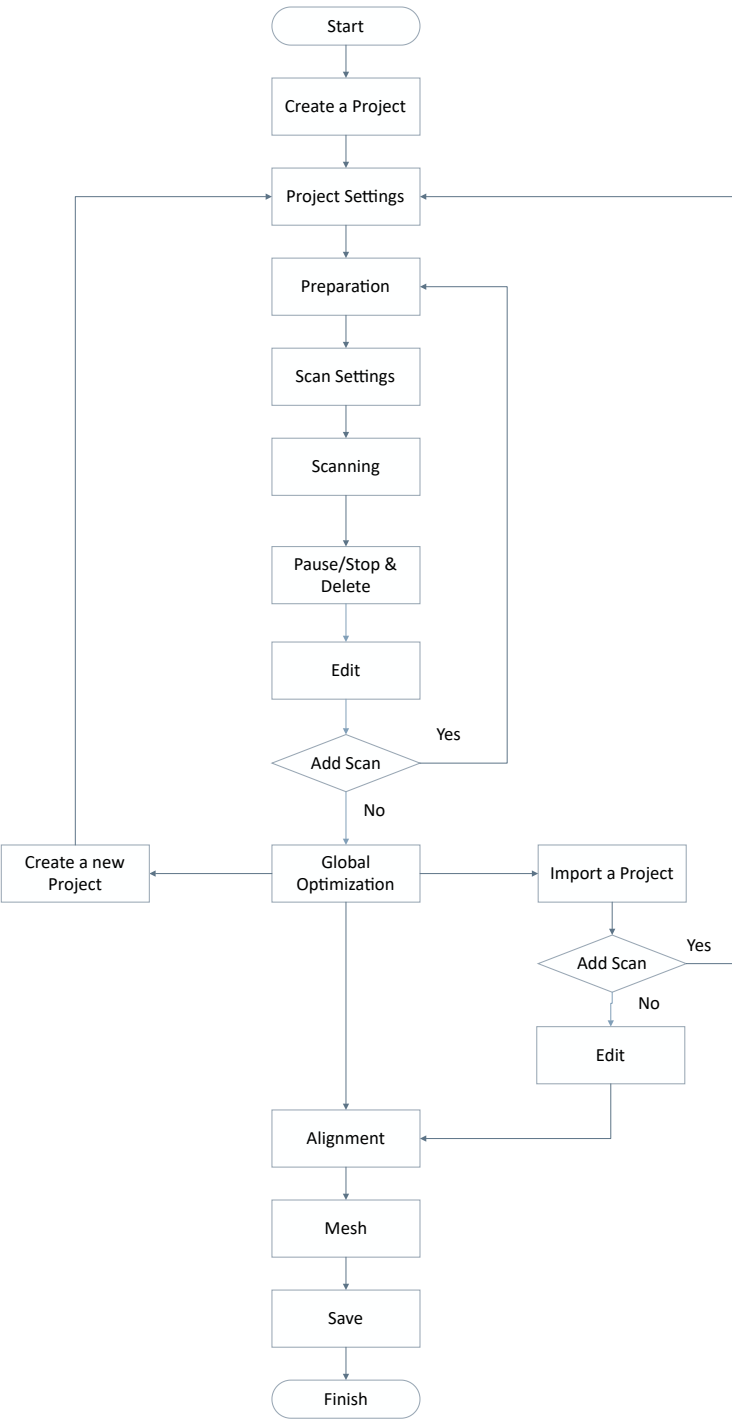 Start
Create a Project
Project Settings
Preparation
Scan Settings
Scanning
Pause/Stop &
Delete
Edit
Yes
Add Scan
No
Create a new
Project
Global
Optimization
Import a Project
Yes
Add Scan
No
Edit
Alignment
Mesh
Save
Finish